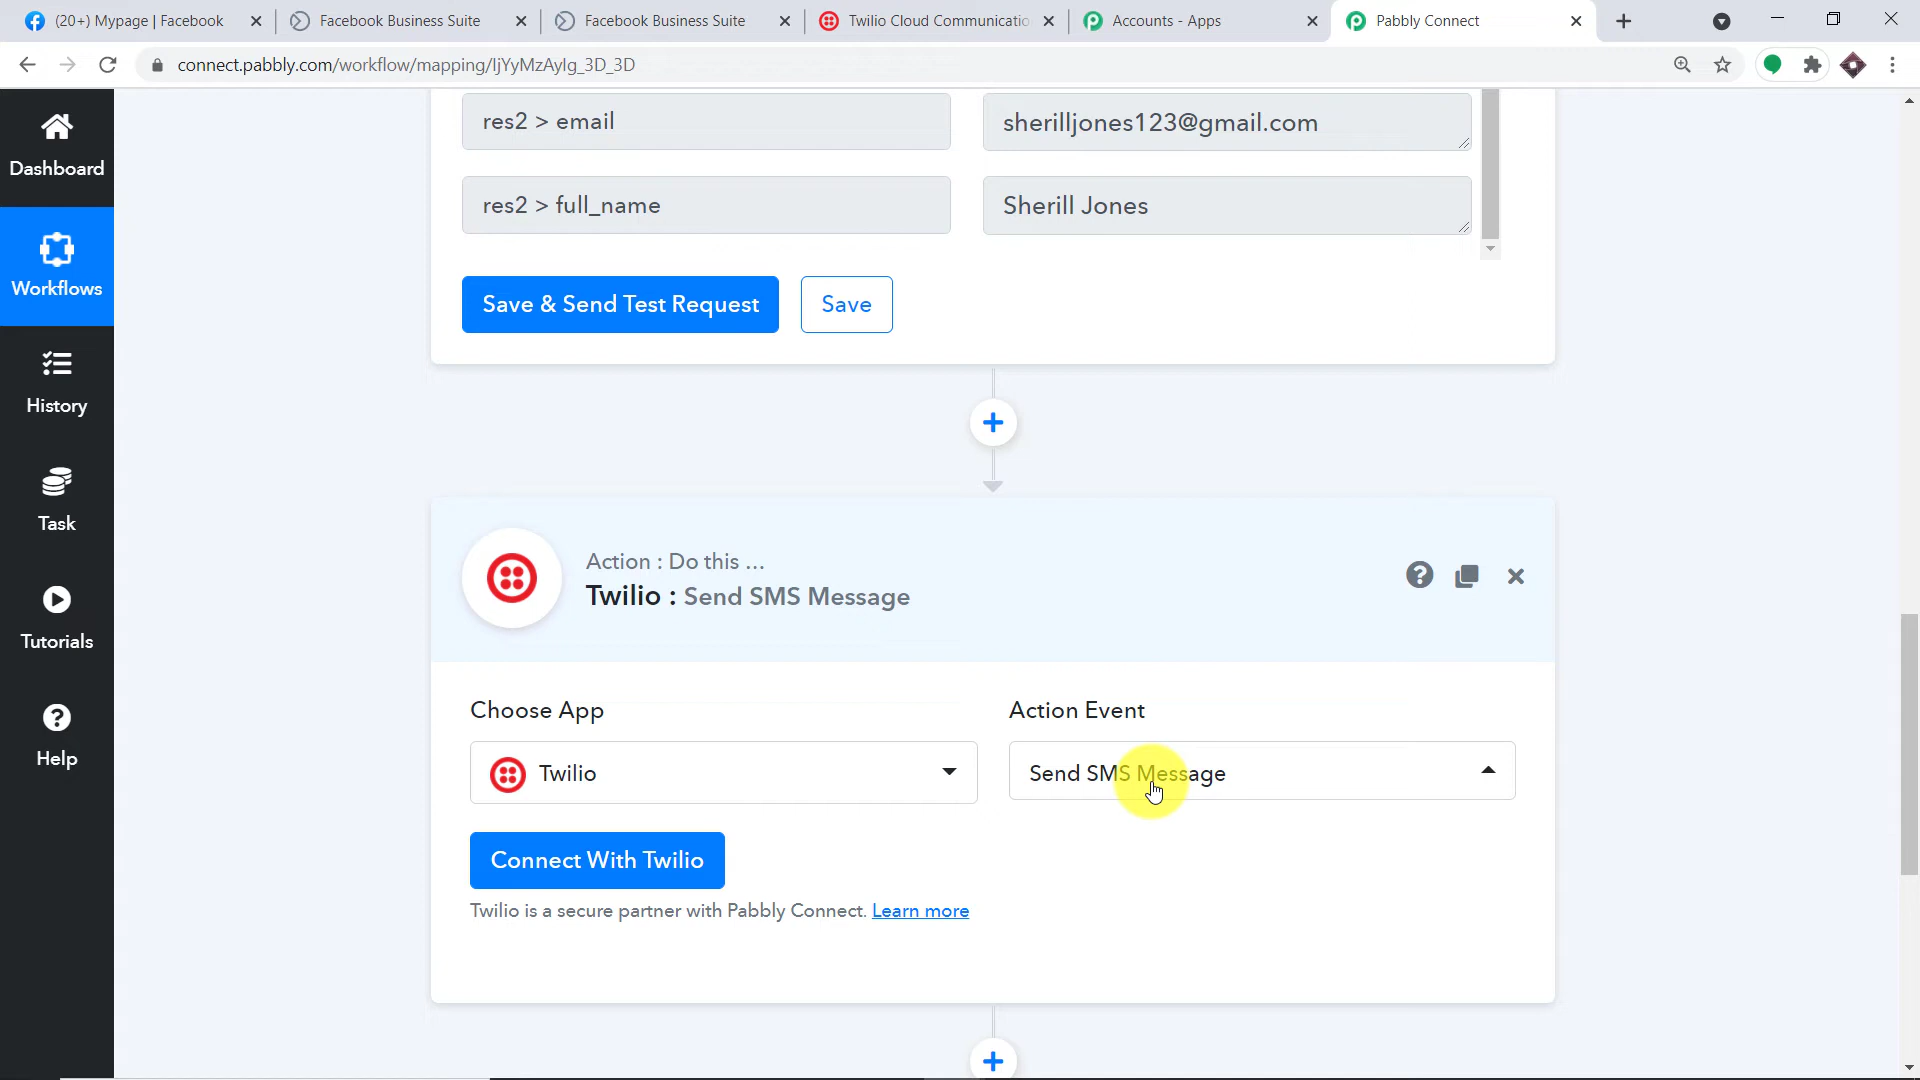 (20+) Mypage | Facebook
Facebook Business Suite
Facebook Business Suite
Twilio Cloud Communicatio
Accounts - Apps
Pabbly Connect
connect.pabbly.com/workflow/mapping/IjYyMzAyIg_3D_3D
Dashboard
Workflows
History
Task
Tutorials
Help
res2 > email
sherilljones123@gmail.com
res2 > full_name
Sherill Jones
Save & Send Test Request
Save
Action : Do this ...
Twilio : Send SMS Message
Choose App
Action Event
Twilio
Send SMS Message
Connect With Twilio
Twilio is a secure partner with Pabbly Connect. Learn more